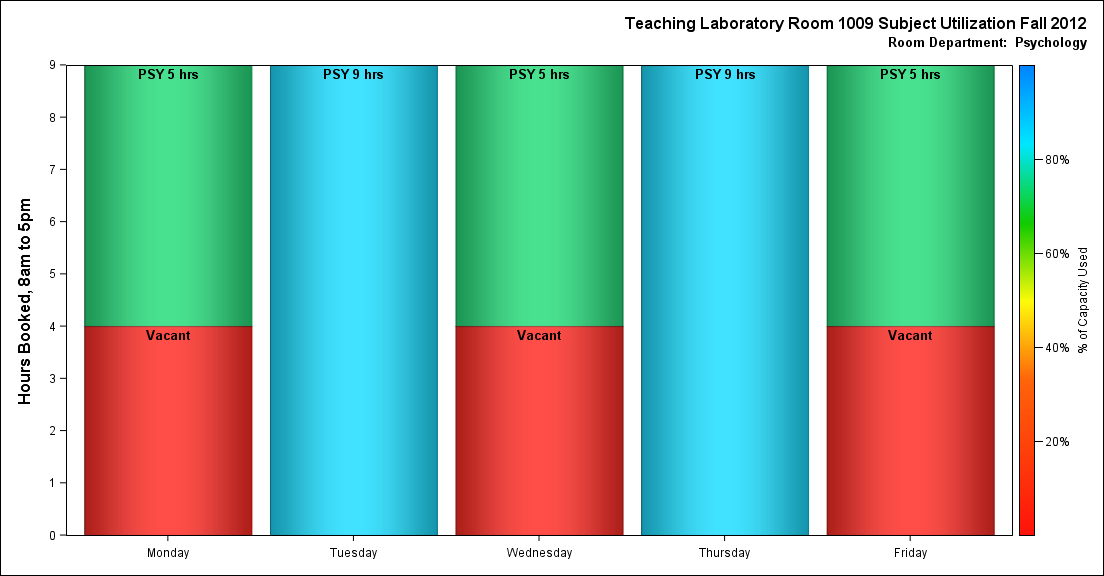 Teaching Laboratory Room 1009 Subject Utilization Fall 2012
Room Department:  Psychology
Hours Booked, 8am to 5pm
9
8
7
6
5
4
3
2
1
0
PSY 5 hrs
PSY 9 hrs
PSY 5 hrs
PSY 9 hrs
PSY 5 hrs
Vacant
Vacant
Vacant
Monday
Tuesday
Wednesday
Thursday
Friday
80%
60%
40%
20%
% of Capacity Used